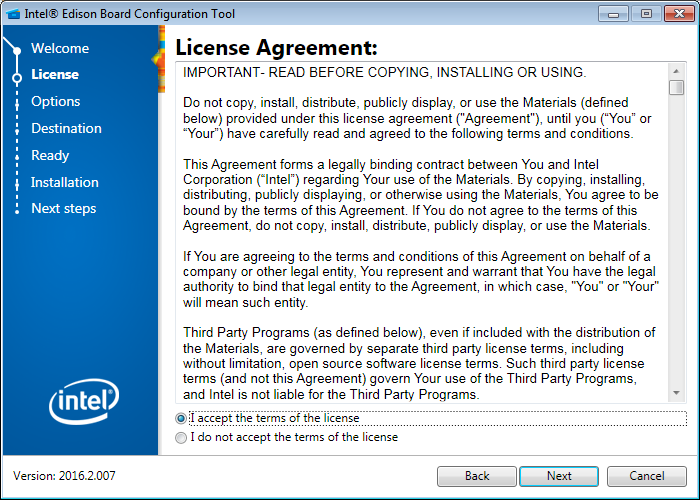 Intel® Edison Board Configuration Tool
Welcome
License
Options
Destination
Ready
Installation
Next steps
intel
License Agreement:
IMPORTANT- READ BEFORE COPYING, INSTALLING OR USING.
Do not copy, install, distribute, publicly display, or use the Materials (defined
below) provided under this license agreement ("Agreement"), until you (“You” or
“Your”) have carefully read and agreed to the following terms and conditions.
This Agreement forms a legally binding contract between You and Intel
Corporation (“Intel”) regarding Your use of the Materials. By copying, installing,
distributing, publicly displaying, or otherwise using the Materials, You agree to be
bound by the terms of this Agreement. If You do not agree to the terms of this
Agreement, do not copy, install, distribute, publicly display, or use the Materials.
If You are agreeing to the terms and conditions of this Agreement on behalf of a
company or other legal entity, You represent and warrant that You have the legal
authority to bind that legal entity to the Agreement, in which case, "You" or "Your"
will mean such entity.
Third Party Programs (as defined below), even if included with the distribution of
the Materials, are governed by separate third party license terms, including
without limitation, open source software license terms. Such third party license
terms (and not this Agreement) govern Your use of the Third Party Programs,
and Intel is not liable for the Third Party Programs.
I accept the terms of the license
I do not accept the terms of the license
Version: 2016.2.007
Back
Next
Cancel